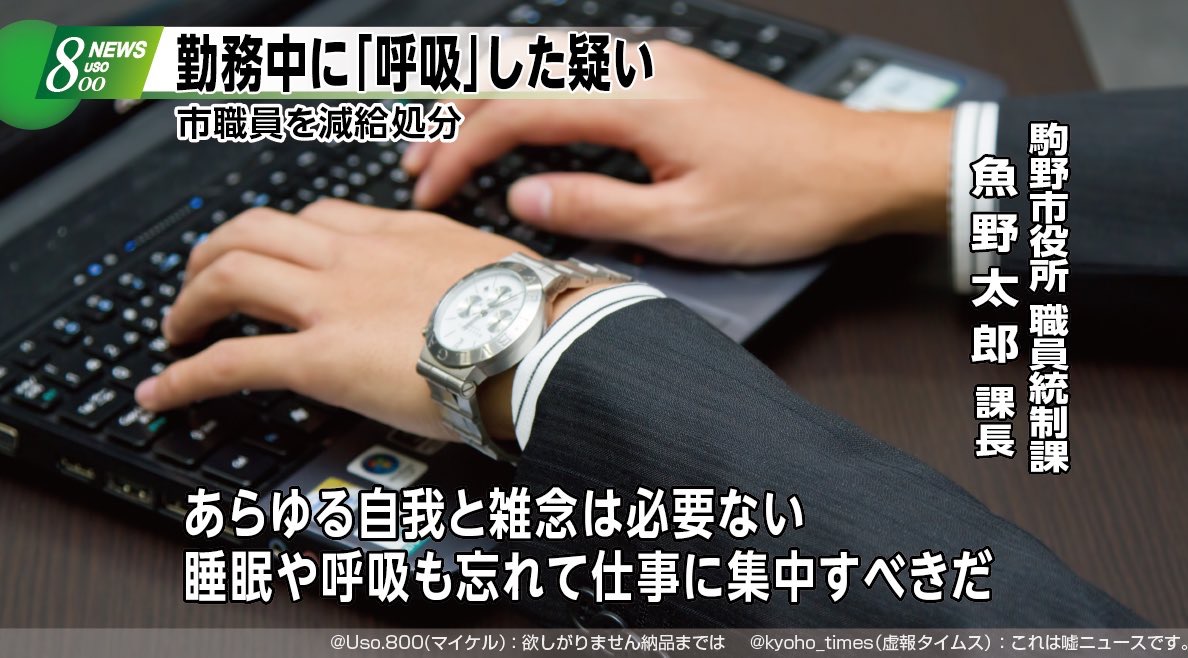 8 NEWS
USO
800
勤務中に「呼吸」した疑い
市職員を減給処分
駒野市役所 職員統制課
魚野太郎 課長
あらゆる自我と雑念は必要ない
睡眠や呼吸も忘れて仕事に集中すべきだ
@Uso.800(マイケル)：欲しがりません納品までは @kyoho_times(虚報タイムス)：これは嘘ニュースです。